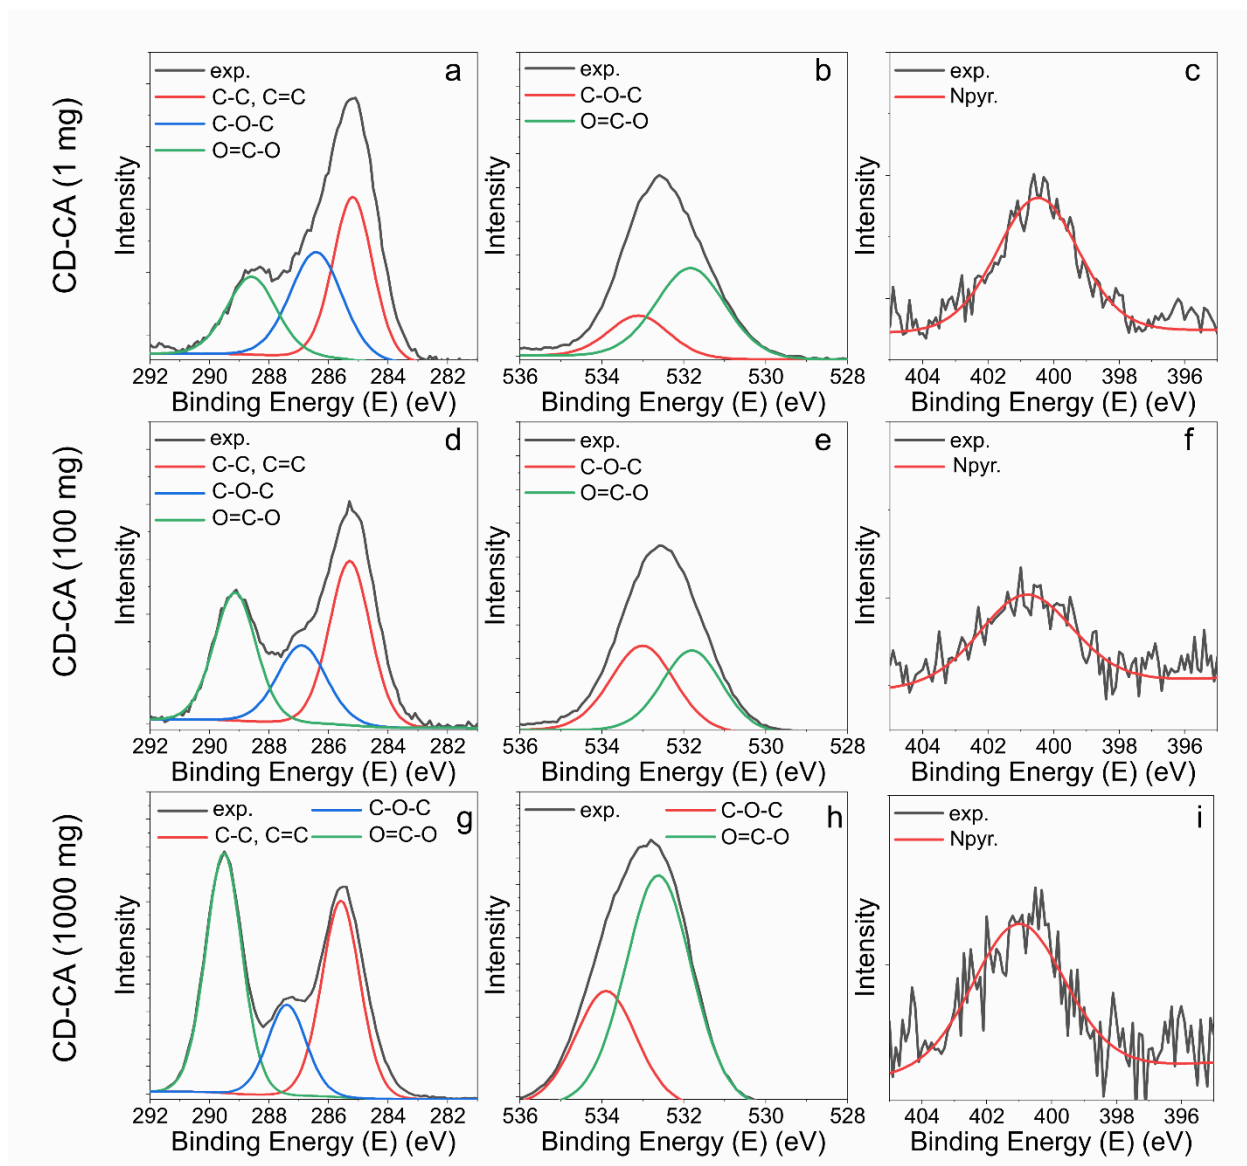 CD-CA (1 mg)
Intensity
exp.
C-C, C=C
C-O-C
O=C-O
a
292 290 288 286 284 282
Binding Energy (E) (eV)
Intensity
exp.
C-O-C
O=C-O
b
536 534 532 530 528
Binding Energy (E) (eV)
Intensity
exp.
Npyr.
c
404 402 400 398 396
Binding Energy (E) (eV)
CD-CA (100 mg)
Intensity
exp.
C-C, C=C
C-O-C
O=C-O
d
292 290 288 286 284 282
Binding Energy (E) (eV)
Intensity
exp.
C-O-C
O=C-O
e
536 534 532 530 528
Binding Energy (E) (eV)
Intensity
exp.
Npyr.
f
404 402 400 398 396
Binding Energy (E) (eV)
CD-CA (1000 mg)
Intensity
exp. C-O-C
C-C, C=C O=C-O
g
292 290 288 286 284 282
Binding Energy (E) (eV)
Intensity
exp. C-O-C
O=C-O
h
536 534 532 530 528
Binding Energy (E) (eV)
Intensity
exp.
Npyr.
i
404 402 400 398 396
Binding Energy (E) (eV)